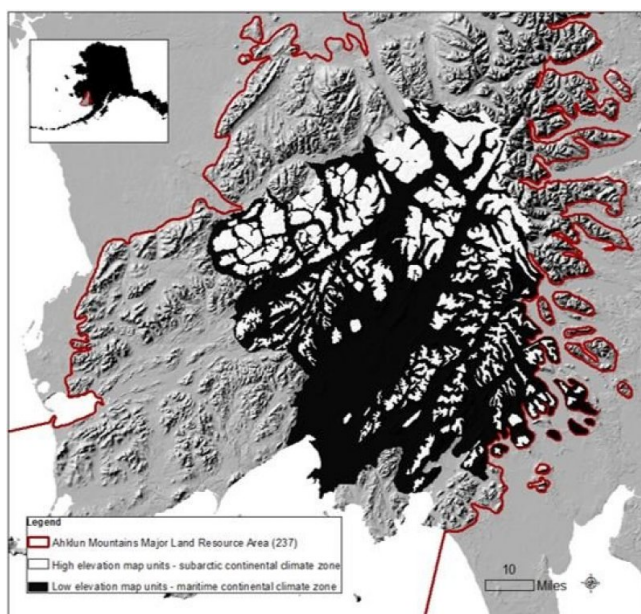 Legend
Ahklun Mountains Major Land Resource Area (237)
High elevation map units - subarctic continental climate zone
Low elevation map units - maritime continental climate zone
10
Miles